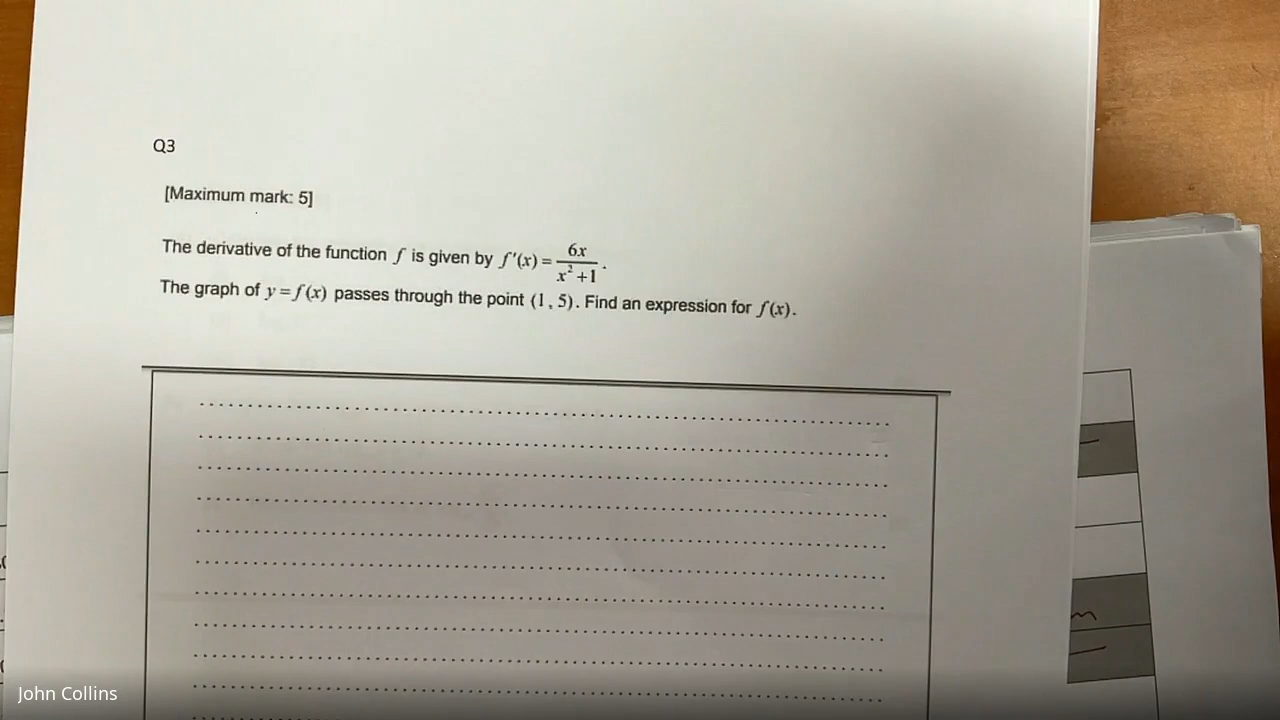 Q3
[Maximum mark: 5]
The derivative of the function f is given by f′(x) = 6x / x² + 1 .
The graph of y = f(x) passes through the point (1, 5). Find an expression for f(x).
John Collins